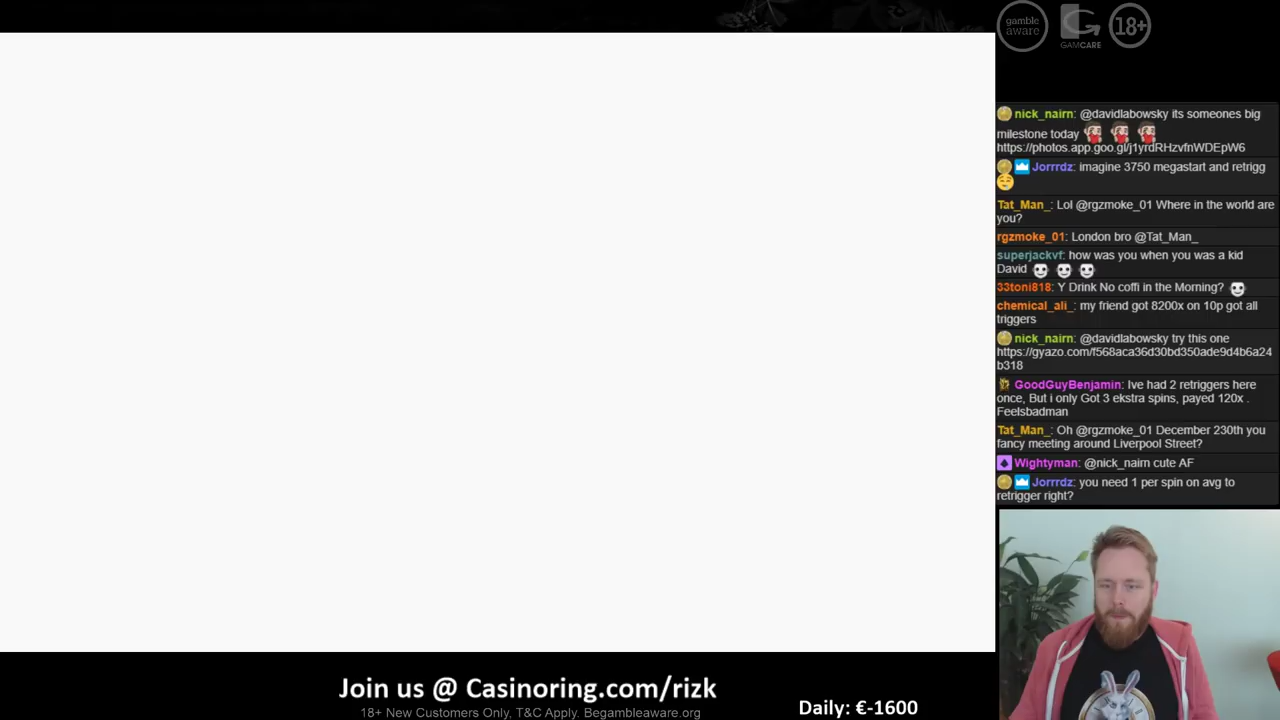 gamble
aware
GAMCARE
18+
nick_nairn: @davidlabowsky its someones big
milestone today
https://photos.app.goo.gl/j1yrdRHzvfnWDEpW6
Jorrrdz: imagine 3750 megastart and retrigg
Tat_Man_: Lol @rgzmoke_01 Where in the world are
you?
rgzmoke_01: London bro @Tat_Man_
superjackvf: how was you when you was a kid
David
33toni818: Y Drink No coffi in the Morning?
chemical_ali_: my friend got 8200x on 10p got all
triggers
nick_nairn: @davidlabowsky try this one
https://gyazo.com/f568aca36d30bd350ade9d4b6a24
b318
GoodGuyBenjamin: Ive had 2 retriggers here
once, But i only Got 3 ekstra spins, payed 120x .
Feelsbadman
Tat_Man_: Oh @rgzmoke_01 December 230th you
fancy meeting around Liverpool Street?
Wightyman: @nick_nairn cute AF
Jorrrdz: you need 1 per spin on avg to
retrigger right?
Join us @ Casinoring.com/rizk
18+ New Customers Only, T&C Apply. Begambleaware.org
Daily: €-1600